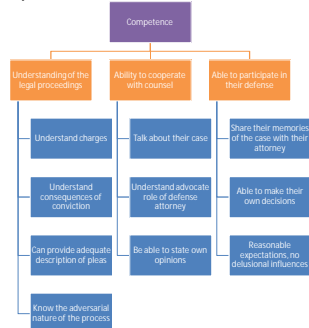 Competence
Understanding of the
legal proceedings
Ability to cooperate
with counsel
Able to participate in
their defense
Understand charges
Understand
consequences of
conviction
Can provide adequate
description of pleas
Know the adversarial
nature of the process
Talk about their case
Understand advocate
role of defense
attorney
Be able to state own
opinions
Share their memories
of the case with their
attorney
Able to make their
own decisions
Reasonable
expectations, no
delusional influences